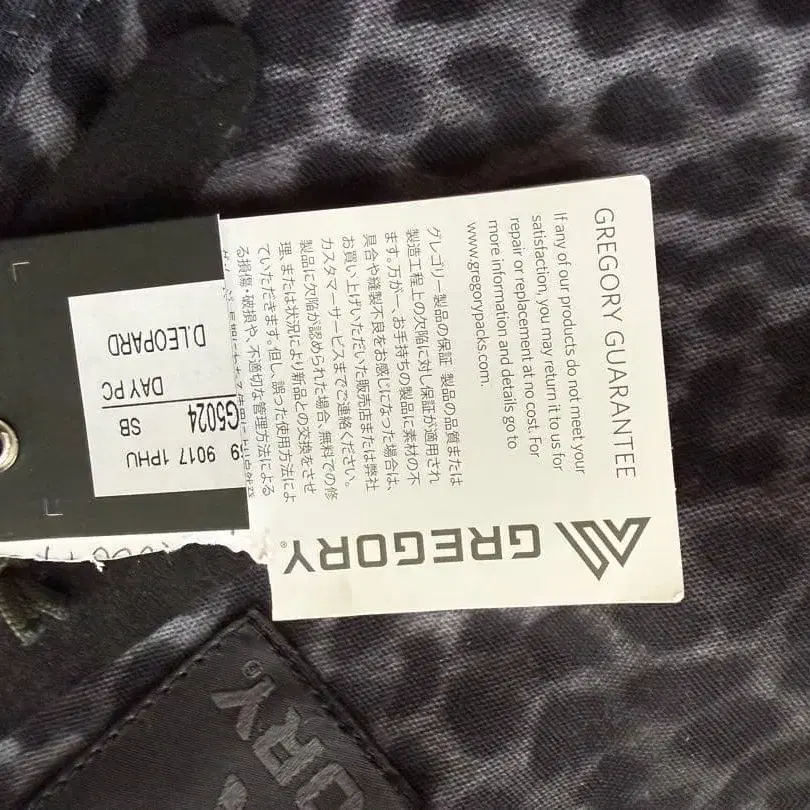 GREGORY GUARANTEE
If any of our products do not meet your
satisfaction, you may return it to us for
repair or replacement at no cost. For
more information and details go to
www.gregorypacks.com.
グレゴリー製品の保証 製品の品質または
製造工程上の欠陥に対し保証が適用され
ます。万が一、お手持ちの製品に素材の不
具合や縫製不良をお感じになった場合は、
お買い上げいただいた販売店または弊社
カスタマーサービスまでご連絡ください。
製品に欠陥が認められた場合、無料での修
理、または状況により新品との交換をさせ
ていただきます。但し、誤った使用方法によ
る損傷・破損や、不適切な管理方法による
GREGORY®
9017 1PHU
G5024 SB
DAY PC
D.LEOPARD
ORY®